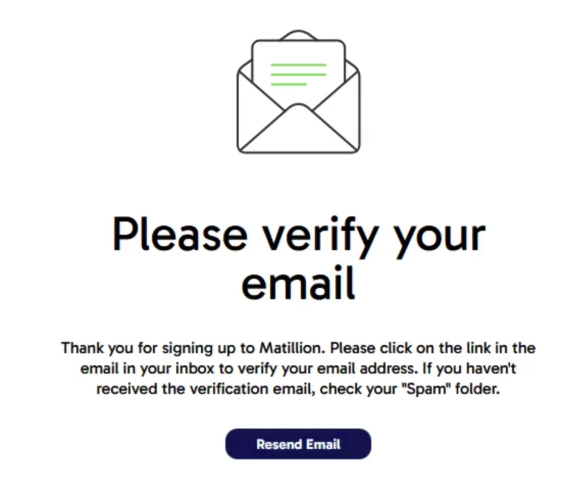 Please verify your
email
Thank you for signing up to Matillion. Please click on the link in the
email in your inbox to verify your email address. If you haven't
received the verification email, check your "Spam" folder.
Resend Email